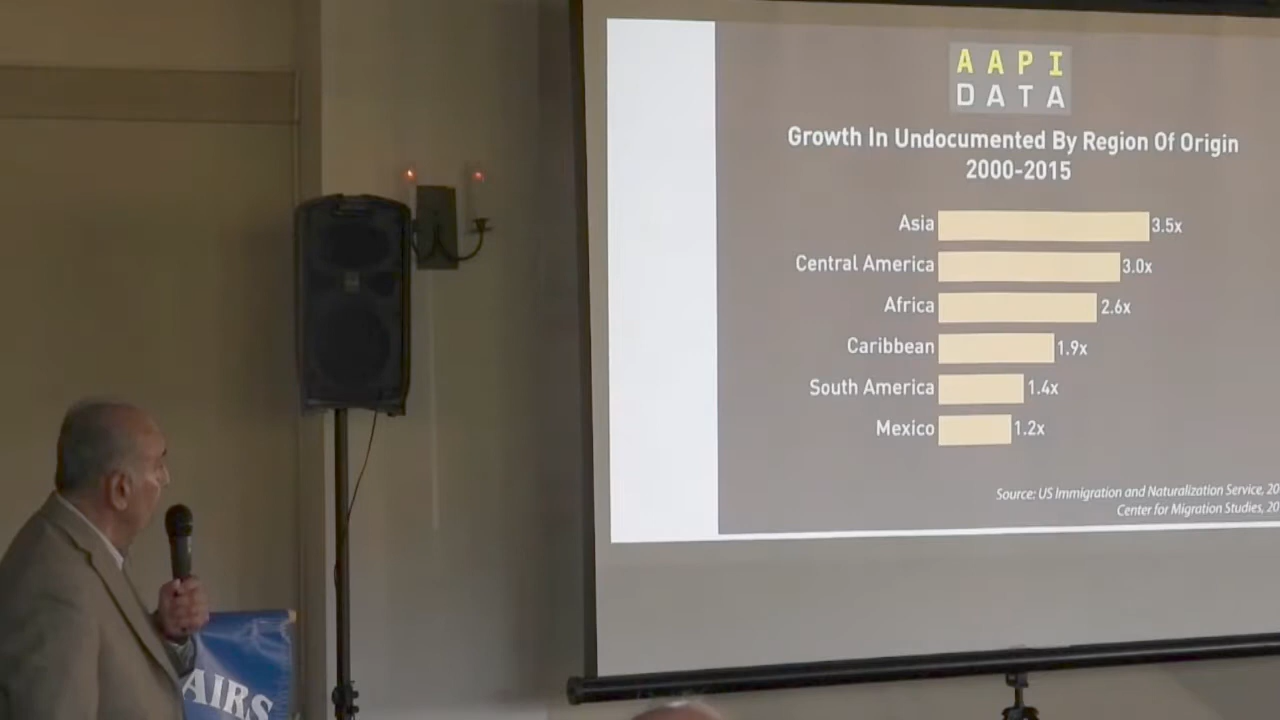 AAPI
DATA
Growth In Undocumented By Region Of Origin
2000-2015
Asia 3.5x
Central America 3.0x
Africa 2.6x
Caribbean 1.9x
South America 1.4x
Mexico 1.2x
Source: US Immigration and Naturalization Service, 20
Center for Migration Studies, 20
AIRS